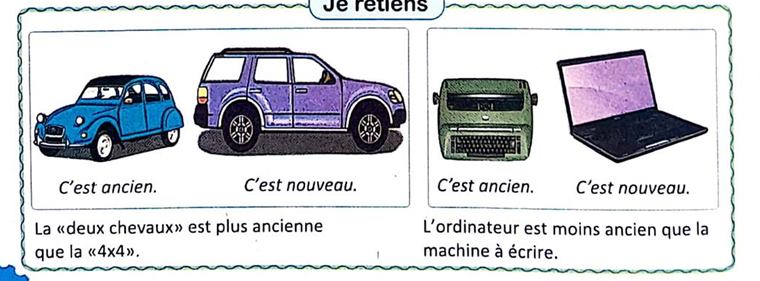 Je retiens
C'est ancien.
C'est nouveau.
C'est ancien.
C'est nouveau.
La «deux chevaux» est plus ancienne
que la «4x4».
L'ordinateur est moins ancien que la
machine à écrire.